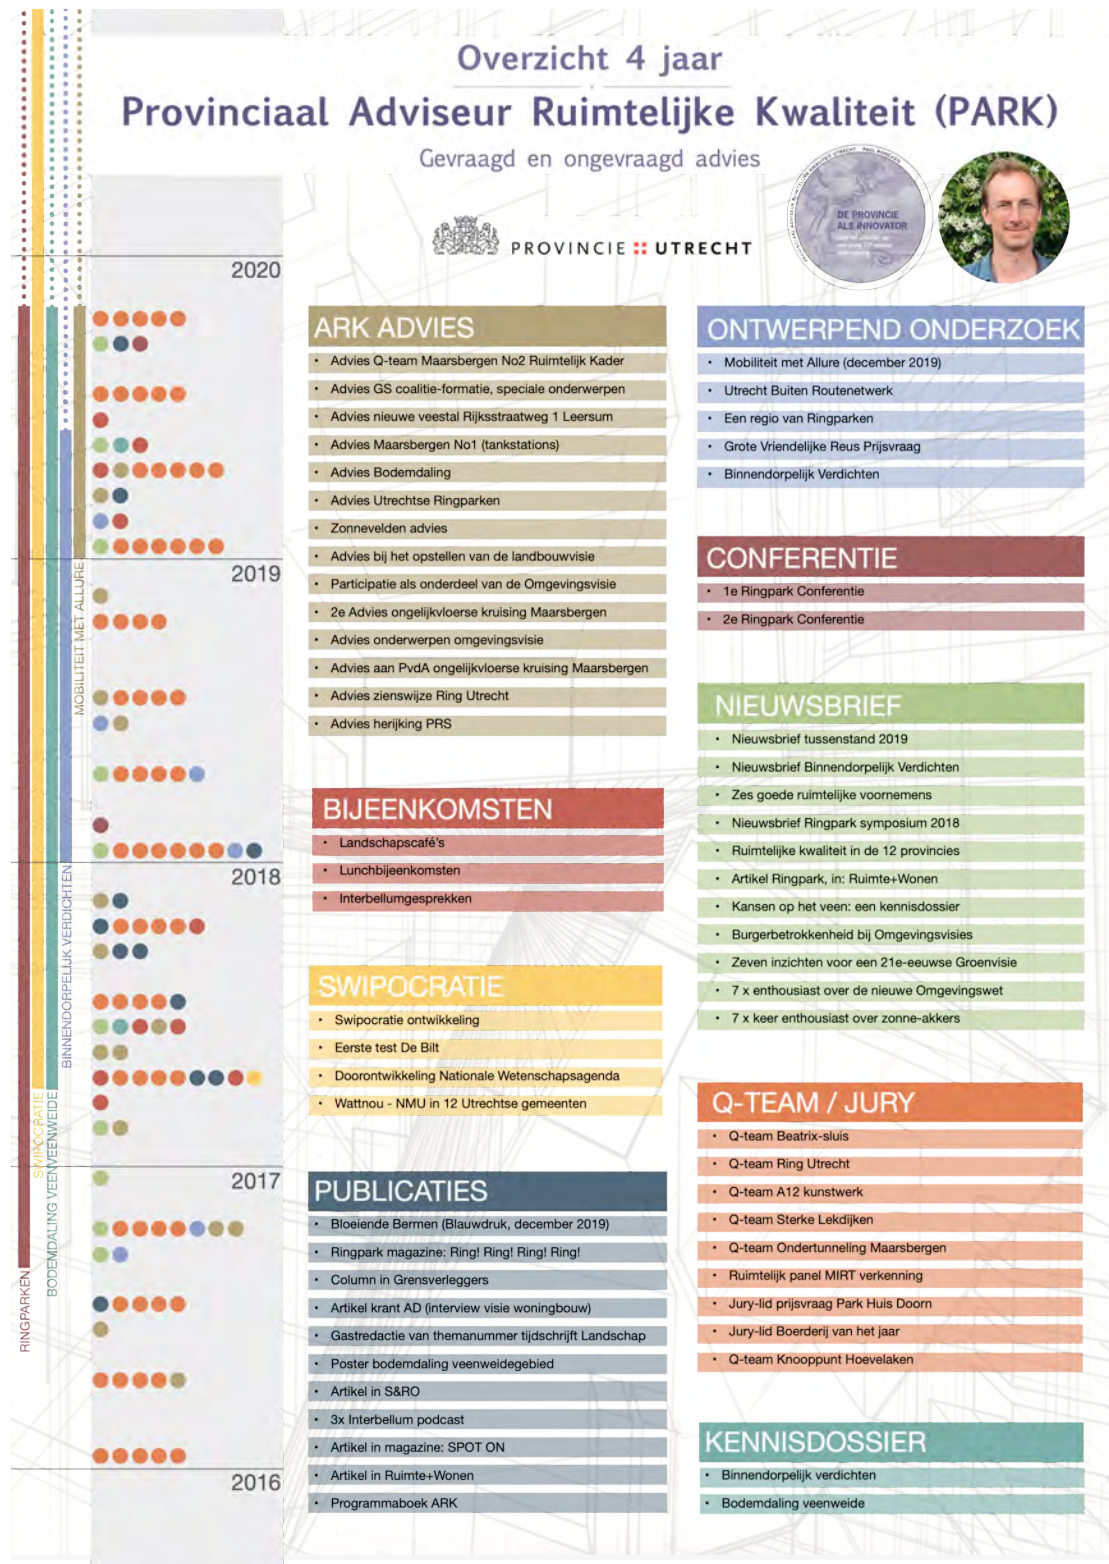 Overzicht 4 jaar
Provinciaal Adviseur Ruimtelijke Kwaliteit (PARK)
Gevraagd en ongevraagd advies
DE PROVINCIE
ALS INNOVATOR
PROVINCIE UTRECHT
2020
2019
2018
2017
2016
MOBILITEIT MET ALLURE
BINNENDORPELIJK VERDICHTEN
SWIPOCRATIE
BODEMDALING VEENVEENWEIDE
RINGPARKEN
ARK ADVIES
• Advies Q-team Maarsbergen No2 Ruimtelijk Kader
• Advies GS coalitie-formatie, speciale onderwerpen
• Advies nieuwe veestal Rijksstraatweg 1 Leersum
• Advies Maarsbergen No1 (tankstations)
• Advies Bodemdaling
• Advies Utrechtse Ringparken
• Zonnevelden advies
• Advies bij het opstellen van de landbouwvisie
• Participatie als onderdeel van de Omgevingsvisie
• 2e Advies ongelijkvloerse kruising Maarsbergen
• Advies onderwerpen omgevingsvisie
• Advies aan PvdA ongelijkvloerse kruising Maarsbergen
• Advies zienswijze Ring Utrecht
• Advies herijking PRS
BIJEENKOMSTEN
• Landschapscafé's
• Lunchbijeenkomsten
• Interbellumgesprekken
SWIPOCRATIE
• Swipocratie ontwikkeling
• Eerste test De Bilt
• Doorontwikkeling Nationale Wetenschapsagenda
• Wattnou - NMU in 12 Utrechtse gemeenten
PUBLICATIES
• Bloeiende Bermen (Blauwdruk, december 2019)
• Ringpark magazine: Ring! Ring! Ring! Ring!
• Column in Grensverleggers
• Artikel krant AD (interview visie woningbouw)
• Gastredactie van themanummer tijdschrift Landschap
• Poster bodemdaling veenweidegebied
• Artikel in S&RO
• 3x Interbellum podcast
• Artikel in magazine: SPOT ON
• Artikel in Ruimte+Wonen
• Programmaboek ARK
ONTWERPEND ONDERZOEK
• Mobiliteit met Allure (december 2019)
• Utrecht Buiten Routenetwerk
• Een regio van Ringparken
• Grote Vriendelijke Reus Prijsvraag
• Binnendorpelijk Verdichten
CONFERENTIE
• 1e Ringpark Conferentie
• 2e Ringpark Conferentie
NIEUWSBRIEF
• Nieuwsbrief tussenstand 2019
• Nieuwsbrief Binnendorpelijk Verdichten
• Zes goede ruimtelijke voornemens
• Nieuwsbrief Ringpark symposium 2018
• Ruimtelijke kwaliteit in de 12 provincies
• Artikel Ringpark, in: Ruimte+Wonen
• Kansen op het veen: een kennisdossier
• Burgerbetrokkenheid bij Omgevingsvisies
• Zeven inzichten voor een 21e-eeuwse Groenvisie
• 7 x enthousiast over de nieuwe Omgevingswet
• 7 x keer enthousiast over zonne-akkers
Q-TEAM / JURY
• Q-team Beatrix-sluis
• Q-team Ring Utrecht
• Q-team A12 kunstwerk
• Q-team Sterke Lekdijken
• Q-team Ondertunneling Maarsbergen
• Ruimtelijk panel MIRT verkenning
• Jury-lid prijsvraag Park Huis Doorn
• Jury-lid Boerderij van het jaar
• Q-team Knooppunt Hoevelaken
KENNISDOSSIER
• Binnendorpelijk verdichten
• Bodemdaling veenweide